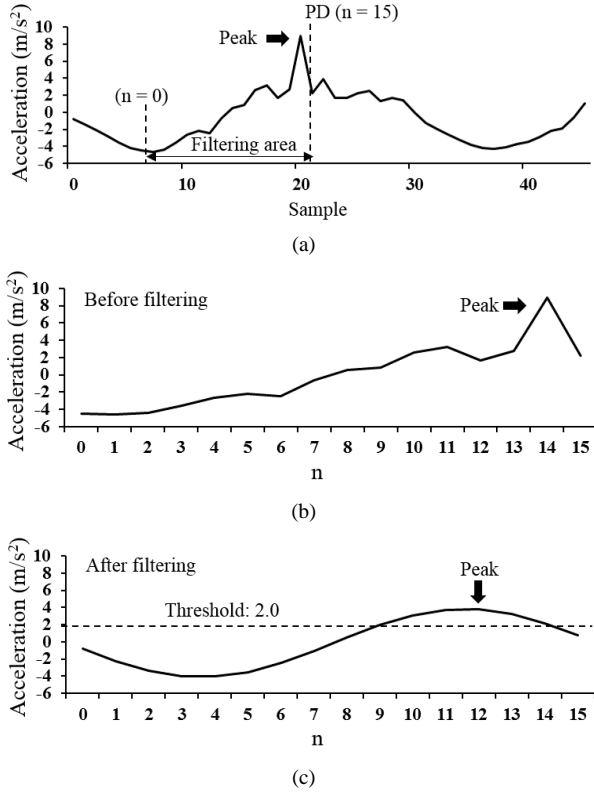 PD (n = 15)
Peak
(n = 0)
Filtering area
Acceleration (m/s²)
10
8
6
4
2
0
-2
-4
-6
0 10 20 30 40
Sample
(a)
Before filtering
Peak
Acceleration (m/s²)
10
8
6
4
2
0
-2
-4
-6
0 1 2 3 4 5 6 7 8 9 10 11 12 13 14 15
n
(b)
After filtering
Peak
Threshold: 2.0
Acceleration (m/s²)
10
8
6
4
2
0
-2
-4
-6
0 1 2 3 4 5 6 7 8 9 10 11 12 13 14 15
n
(c)